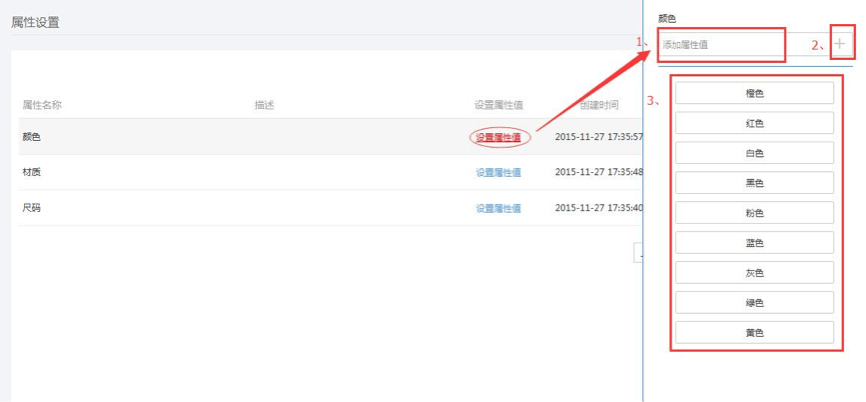 属性设置
属性名称 描述 设置属性值 创建时间
颜色 设置属性值 2015-11-27 17:35:57
材质 设置属性值 2015-11-27 17:35:48
尺码 设置属性值 2015-11-27 17:35:40
颜色
1、 添加属性值 2、 +
3、
橙色
红色
白色
黑色
粉色
蓝色
灰色
绿色
黄色